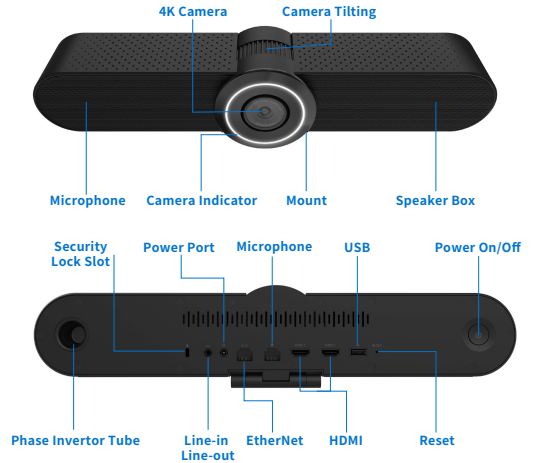 4K Camera
Camera Tilting
Microphone
Camera Indicator
Mount
Speaker Box
Security
Lock Slot
Power Port
Microphone
USB
Power On/Off
Phase Invertor Tube
Line-in
Line-out
EtherNet
HDMI
Reset